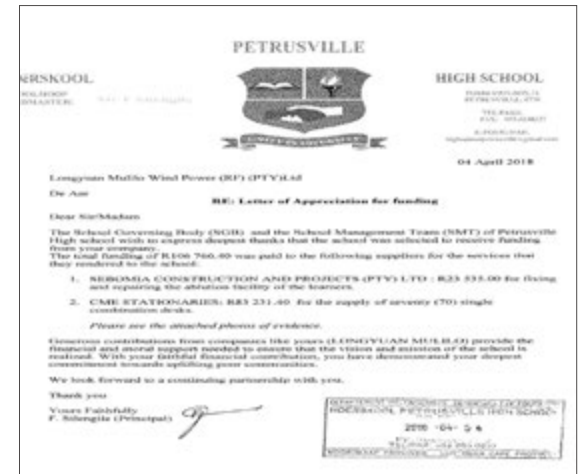 PETRUSVILLE
HIGH SCHOOL
04 April 2018
Longyuan Mulilo Wind Power (RF) (PTY)Ltd
De Aar
RE: Letter of Appreciation for funding
Dear Sir/Madam
The School Governing Body (SGB) and the School Management Team (SMT) of Petrusville
High school wish to express deepest thanks that the school was selected to receive funding
from your company.
The total funding of R106 766.40 was paid to the following suppliers for the services that
they rendered to the school:
1. SEBOMIA CONSTRUCTION AND PROJECTS (PTY) LTD : R23 535.00 for fixing
and repairing the ablution facility of the learners.
2. CME STATIONARIES: R83 231.40 for the supply of seventy (70) single
combination desks.
Please see the attached photos of evidence.
Generous contributions from companies like yours (LONGYUAN MULILO) provide the
financial and moral support needed to ensure that the vision and mission of the school is
realised. With your faithful financial contribution, you have demonstrated your deepest
commitment towards uplifting poor communities.
We look forward to a continuing partnership with you.
Thank you
Yours Faithfully
F. Silengila (Principal)